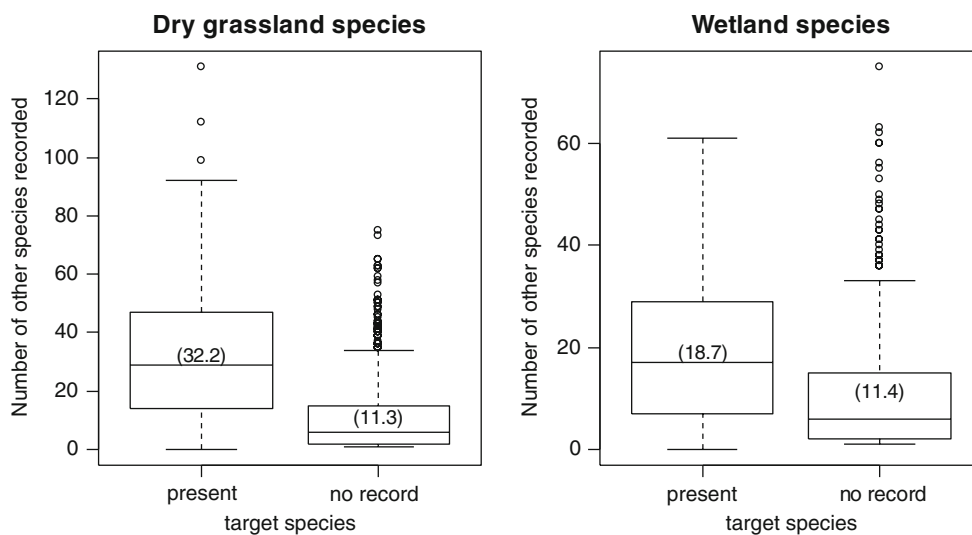 Dry grassland species
Number of other species recorded
120
100
80
60
40
20
0
(32.2)
(11.3)
present
no record
target species
Wetland species
Number of other species recorded
60
40
20
0
(18.7)
(11.4)
present
no record
target species